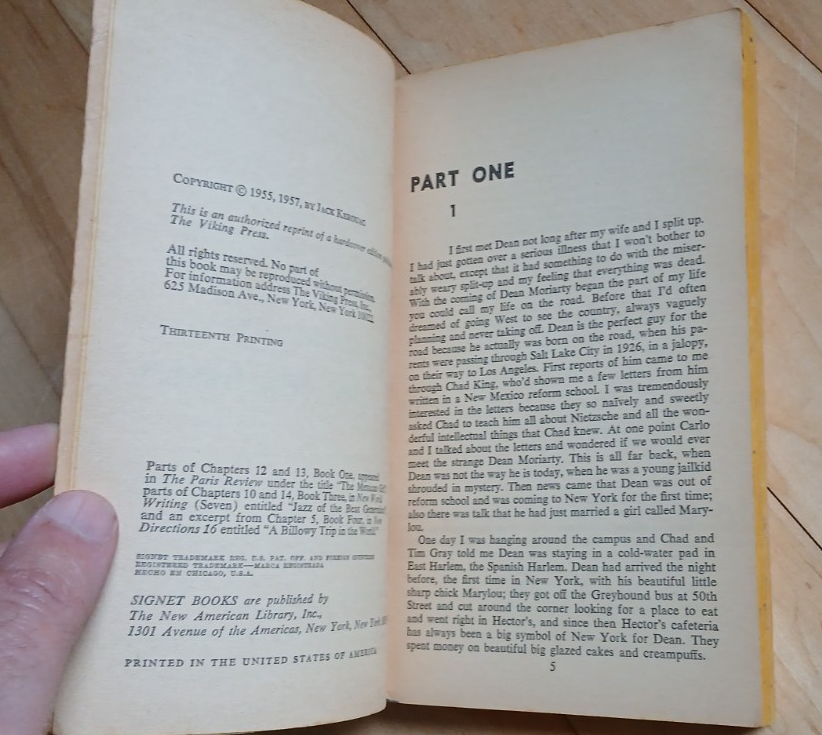 COPYRIGHT © 1955, 1957, BY JACK KEROUAC
This is an authorized reprint of a hardcover edition
The Viking Press.
All rights reserved. No part of
this book may be reproduced without permission.
For information address The Viking Press, Inc.,
625 Madison Ave., New York, New York
THIRTEENTH PRINTING
Parts of Chapters 12 and 13, Book One, appeared
in The Paris Review under the title "The Mexican
parts of Chapters 10 and 14, Book Three, in New World
Writing (Seven) entitled "Jazz of the Beat Generation
and an excerpt from Chapter 5, Book Four, in New
Directions 16 entitled "A Billowy Trip in the World."
SIGNET TRADEMARK REG. U.S. PAT. OFF. AND FOREIGN COUNTRIES
REGISTERED TRADEMARK—MARCA REGISTRADA
HECHO EN CHICAGO, U.S.A.
SIGNET BOOKS are published by
The New American Library, Inc.,
1301 Avenue of the Americas, New York, New York
PRINTED IN THE UNITED STATES OF AMERICA
PART ONE
1
I first met Dean not long after my wife and I split up.
I had just gotten over a serious illness that I won't bother to
talk about, except that it had something to do with the miser-
ably weary split-up and my feeling that everything was dead.
With the coming of Dean Moriarty began the part of my life
you could call my life on the road. Before that I'd often
dreamed of going West to see the country, always vaguely
planning and never taking off. Dean is the perfect guy for the
road because he actually was born on the road, when his pa-
rents were passing through Salt Lake City in 1926, in a jalopy,
on their way to Los Angeles. First reports of him came to me
through Chad King, who'd shown me a few letters from him
written in a New Mexico reform school. I was tremendously
interested in the letters because they so naïvely and sweetly
asked Chad to teach him all about Nietzsche and all the won-
derful intellectual things that Chad knew. At one point Carlo
and I talked about the letters and wondered if we would ever
meet the strange Dean Moriarty. This is all far back, when
Dean was not the way he is today, when he was a young jailkid
shrouded in mystery. Then news came that Dean was out of
reform school and was coming to New York for the first time;
also there was talk that he had just married a girl called Mary-
lou.
One day I was hanging around the campus and Chad and
Tim Gray told me Dean was staying in a cold-water pad in
East Harlem, the Spanish Harlem. Dean had arrived the night
before, the first time in New York, with his beautiful little
sharp chick Marylou; they got off the Greyhound bus at 50th
Street and cut around the corner looking for a place to eat
and went right in Hector's, and since then Hector's cafeteria
has always been a big symbol of New York for Dean. They
spent money on beautiful big glazed cakes and creampuffs.
5